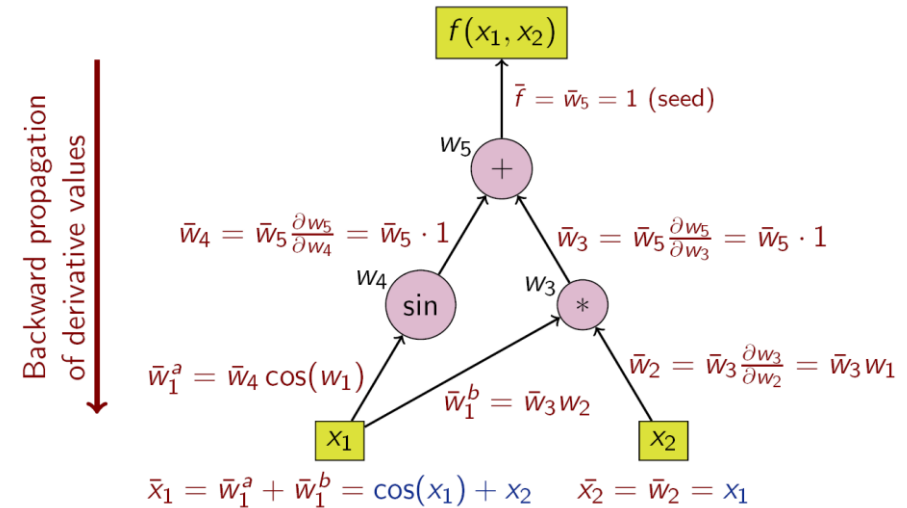 f(x₁, x₂)
f̄ = w̄₅ = 1 (seed)
w₅
+
Backward propagation
of derivative values
w̄₄ = w̄₅ ∂w₅/∂w₄ = w̄₅ · 1
w̄₃ = w̄₅ ∂w₅/∂w₃ = w̄₅ · 1
w₄
sin
w₃
*
w̄₁ᵃ = w̄₄ cos(w₁)
w̄₁ᵇ = w̄₃w₂
w̄₂ = w̄₃ ∂w₃/∂w₂ = w̄₃w₁
x₁
x₂
x̄₁ = w̄₁ᵃ + w̄₁ᵇ = cos(x₁) + x₂
x̄₂ = w̄₂ = x₁